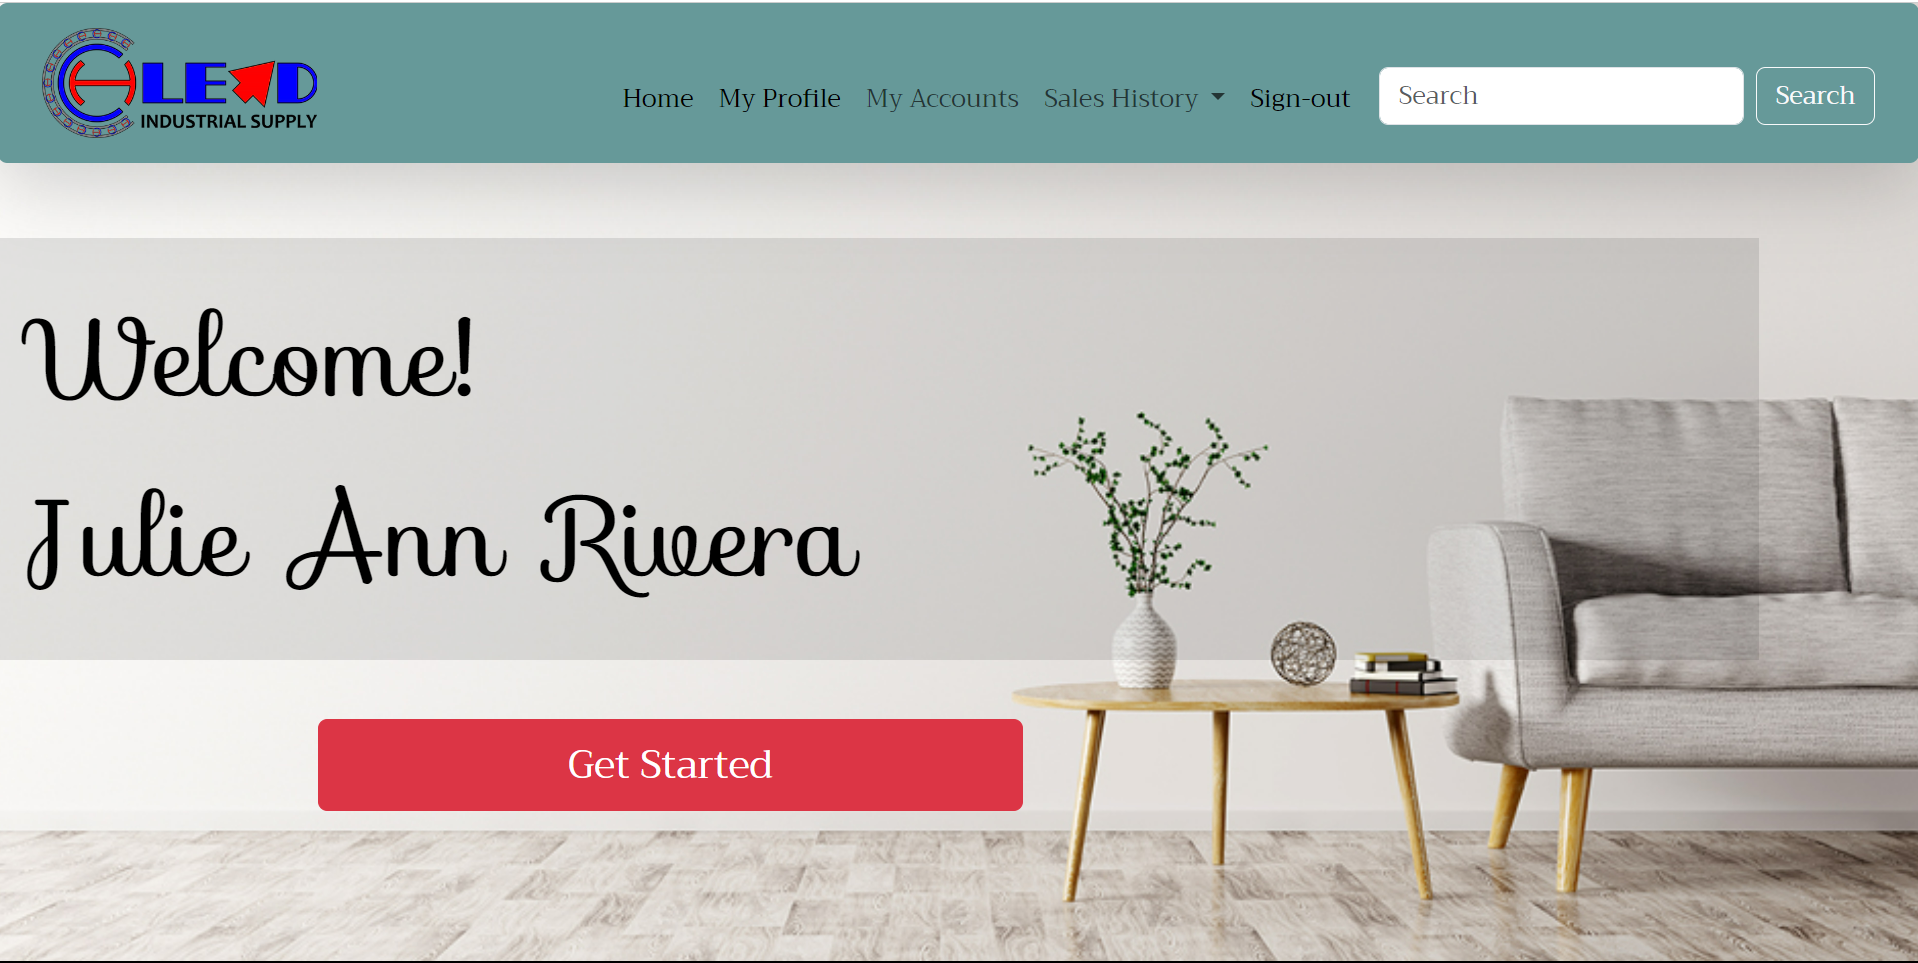 CHLEAD
INDUSTRIAL SUPPLY
Home My Profile My Accounts Sales History Sign-out Search Search
Welcome!
Julie Ann Rivera
Get Started